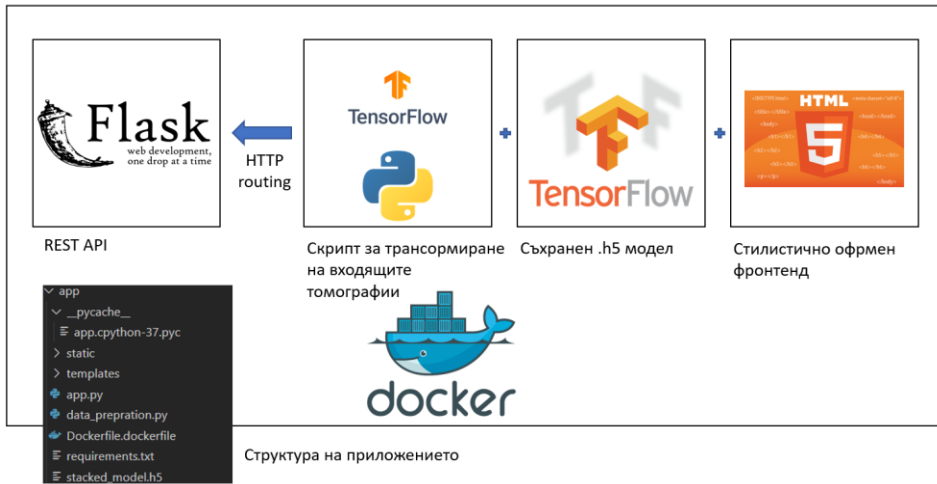 Flask
web development,
one drop at a time
HTTP
routing
TensorFlow
TensorFlow
HTML
5
REST API
Скрипт за трансормиране
на входящите
томографии
Съхранен .h5 модел
Стилистично офрмен
фронтенд
app
__pycache__
app.cpython-37.pyc
static
templates
app.py
data_prepration.py
Dockerfile.dockerfile
requirements.txt
stacked_model.h5
docker
Структура на приложението